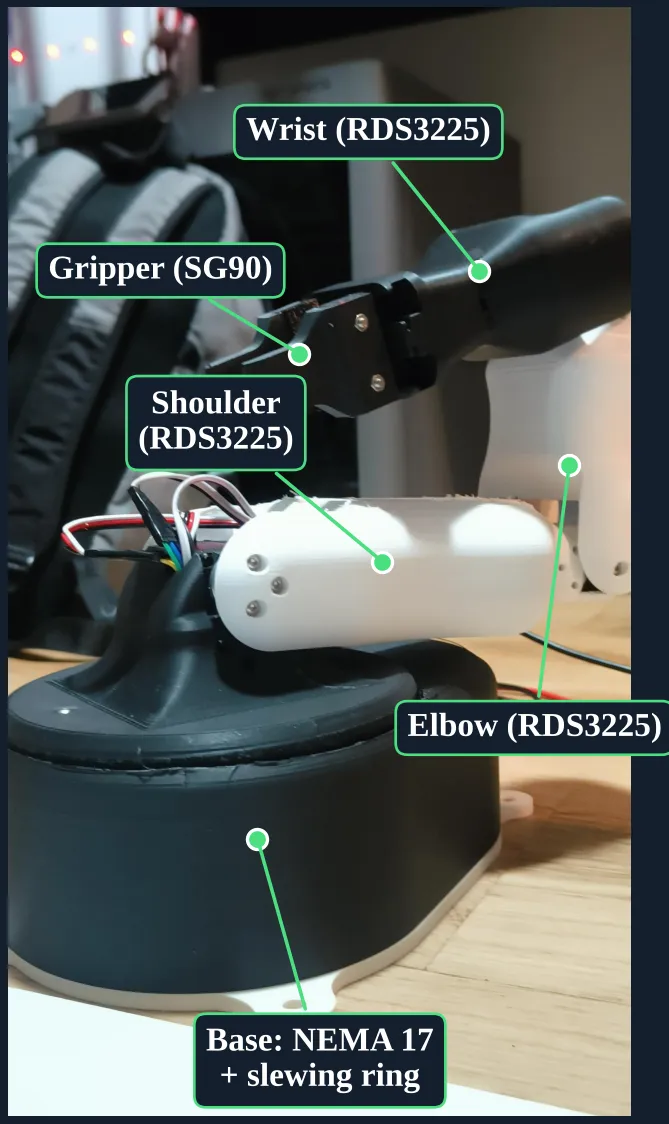 Wrist (RDS3225)
Gripper (SG90)
Shoulder
(RDS3225)
Elbow (RDS3225)
Base: NEMA 17
+ slewing ring